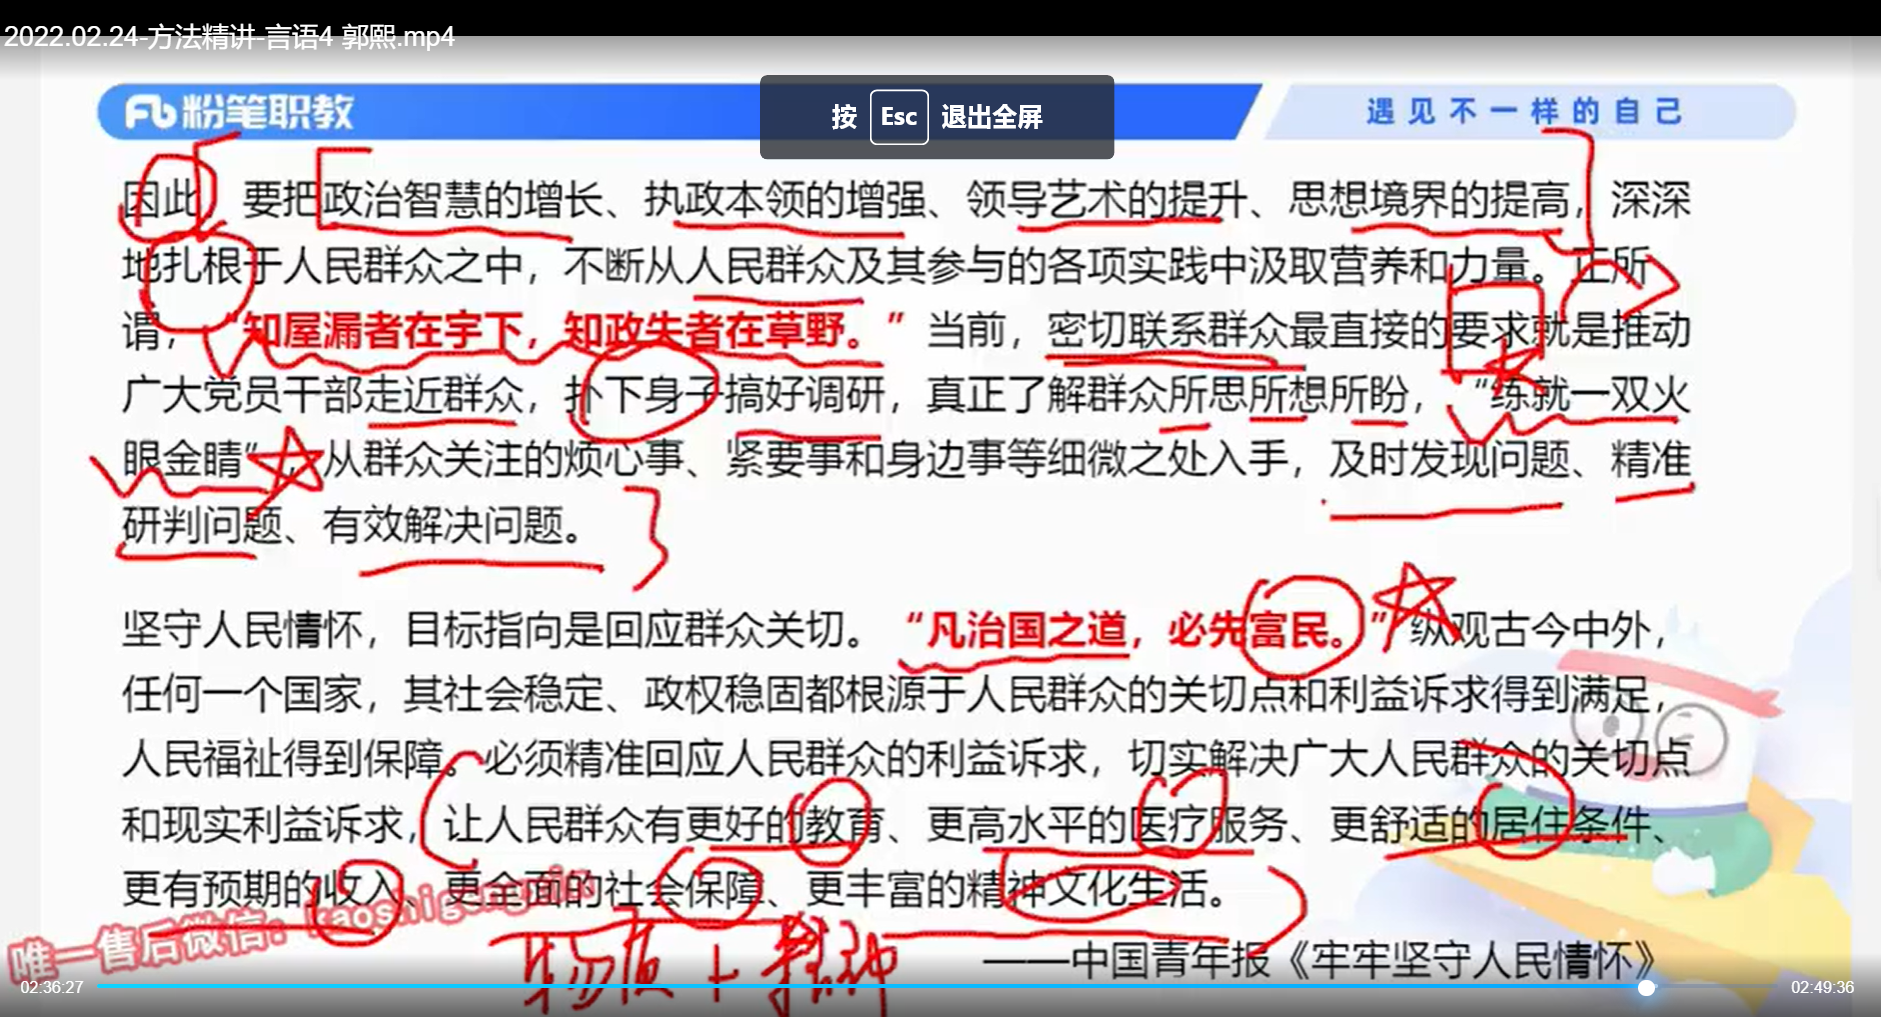 2022.02.24-方法精讲-言语4 郭熙.mp4
粉笔职教
按 Esc 退出全屏
遇见不一样的自己
因此，要把政治智慧的增长、执政本领的增强、领导艺术的提升、思想境界的提高，深深
地扎根于人民群众之中，不断从人民群众及其参与的各项实践中汲取营养和力量。正所
谓，“知屋漏者在宇下，知政失者在草野。”当前，密切联系群众最直接的要求就是推动
广大党员干部走近群众，扑下身子搞好调研，真正了解群众所思所想所盼，“练就一双火
眼金睛”，从群众关注的烦心事、紧要事和身边事等细微之处入手，及时发现问题、精准
研判问题、有效解决问题。
坚守人民情怀，目标指向是回应群众关切。“凡治国之道，必先富民。”纵观古今中外，
任何一个国家，其社会稳定、政权稳固都根源于人民群众的关切点和利益诉求得到满足，
人民福祉得到保障。必须精准回应人民群众的利益诉求，切实解决广大人民群众的关切点
和现实利益诉求，让人民群众有更好的教育、更高水平的医疗服务、更舒适的居住条件、
更有预期的收入、更全面的社会保障、更丰富的精神文化生活。
唯一售后微信：kaoshigongxin
物质+精神
——中国青年报《牢牢坚守人民情怀》
02:36:27
02:49:36